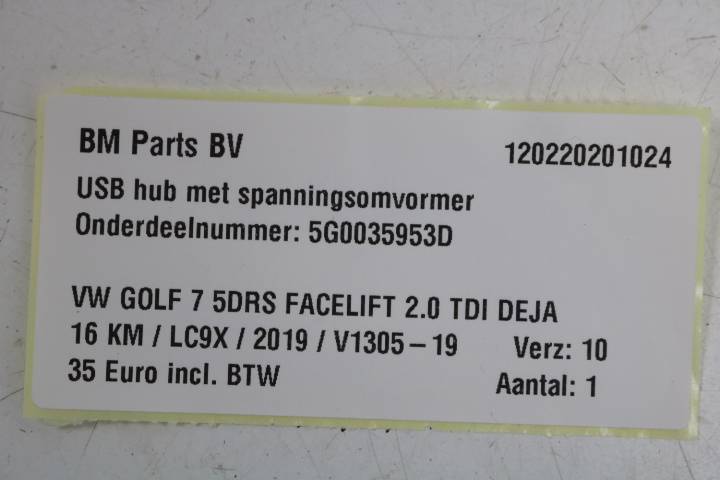 BM Parts BV 120220201024
USB hub met spanningsomvormer
Onderdeelnummer: 5G0035953D
VW GOLF 7 5DRS FACELIFT 2.0 TDI DEJA
16 KM / LC9X / 2019 / V1305-19 Verz: 10
35 Euro incl. BTW Aantal: 1